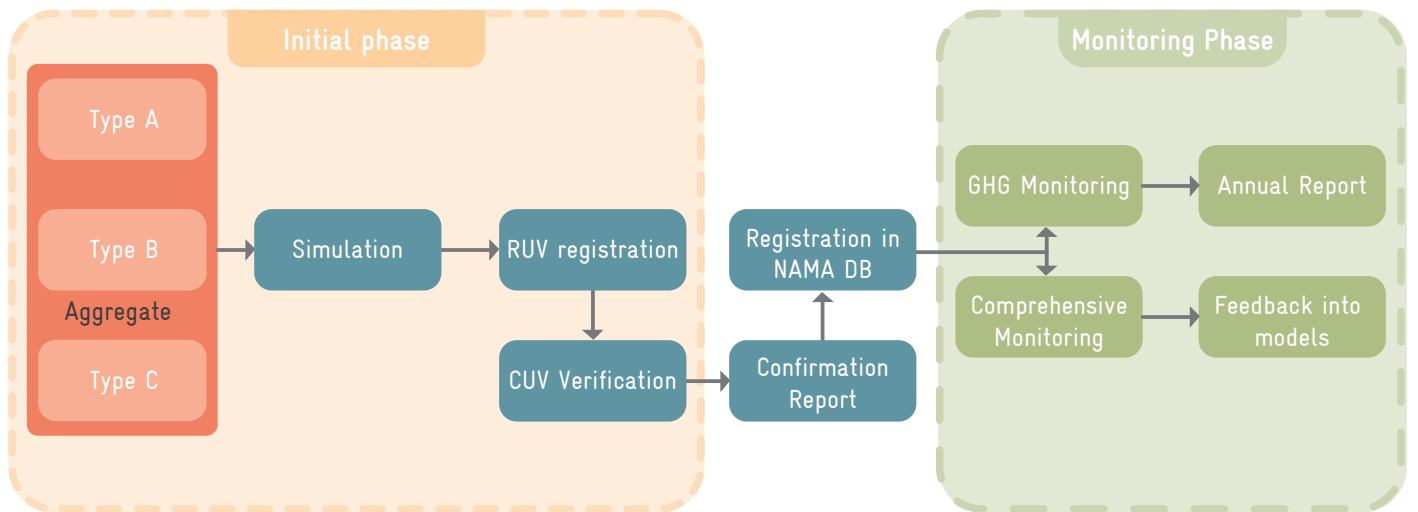 Initial phase
Monitoring Phase
Type A
Type B
Aggregate
Type C
Simulation
RUV registration
CUV Verification
Confirmation
Report
Registration in
NAMA DB
GHG Monitoring
Annual Report
Comprehensive
Monitoring
Feedback into
models